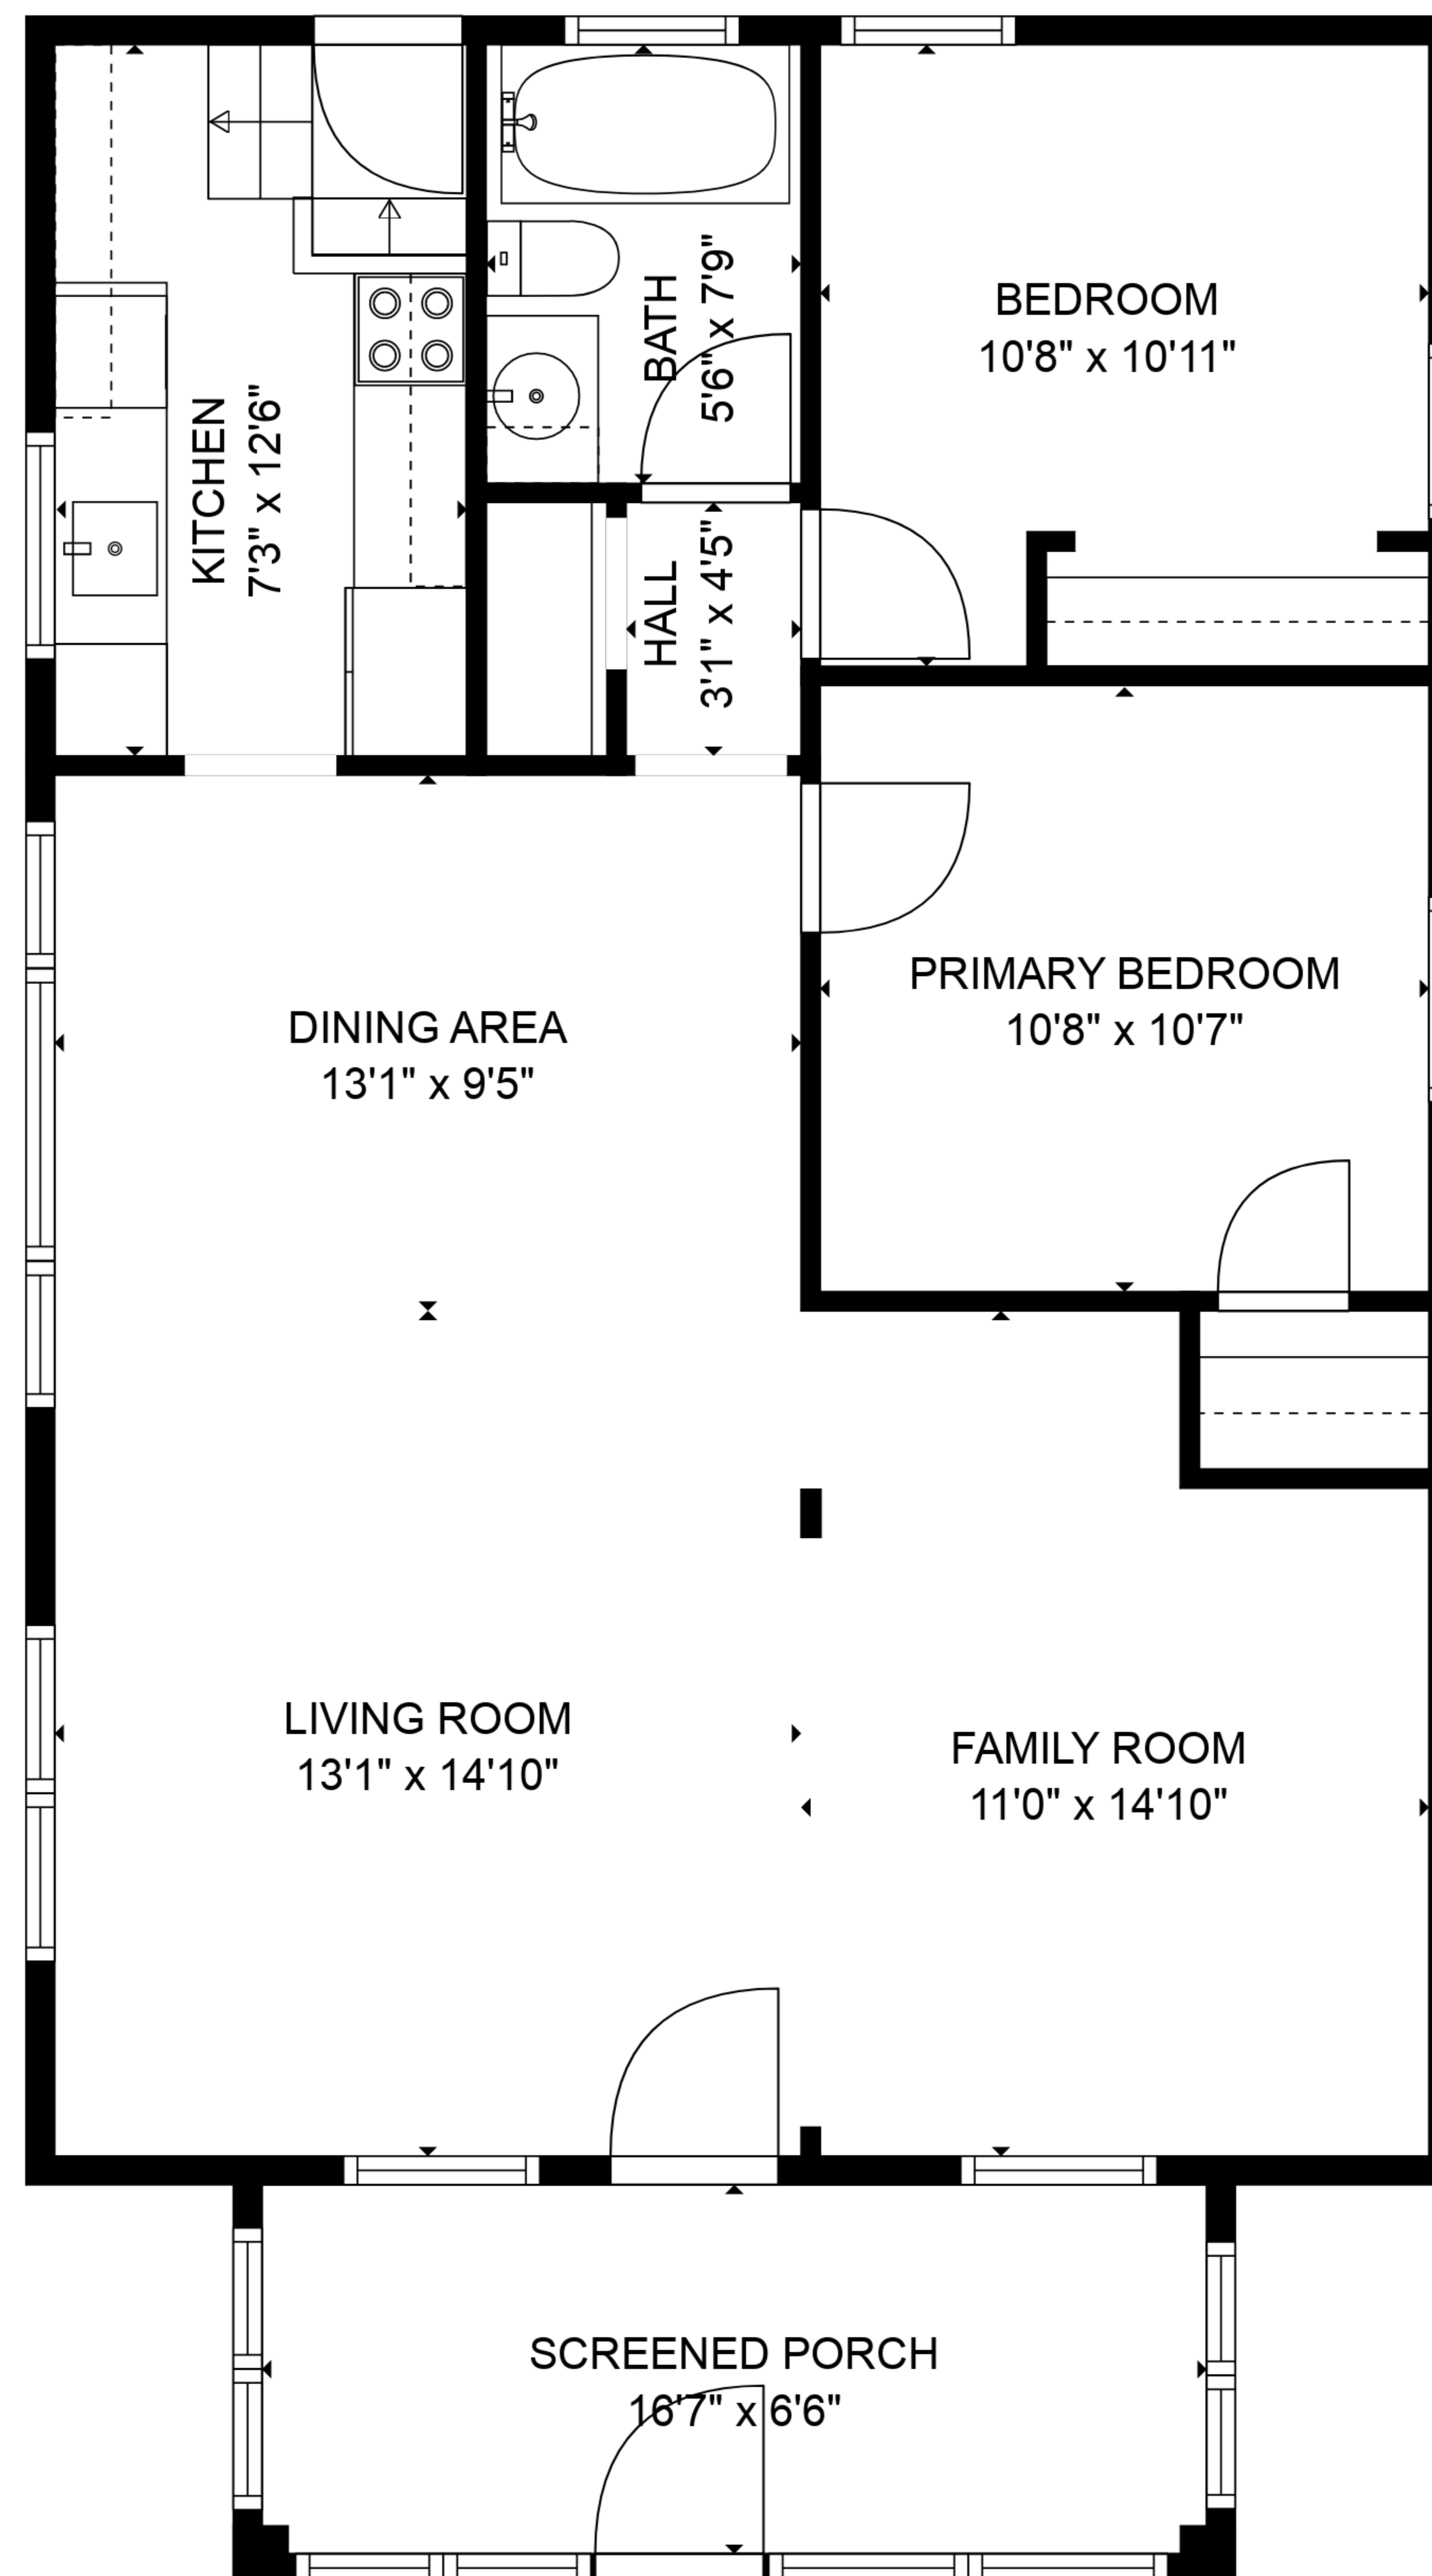 BEDROOM
10'8" x 10'11"
BATH
5'6" x 7'9"
KITCHEN
7'3" x 12'6"
HALL
3'1" x 4'5"
PRIMARY BEDROOM
10'8" x 10'7"
DINING AREA
13'1" x 9'5"
LIVING ROOM
13'1" x 14'10"
FAMILY ROOM
11'0" x 14'10"
SCREENED PORCH
16'7" x 6'6"